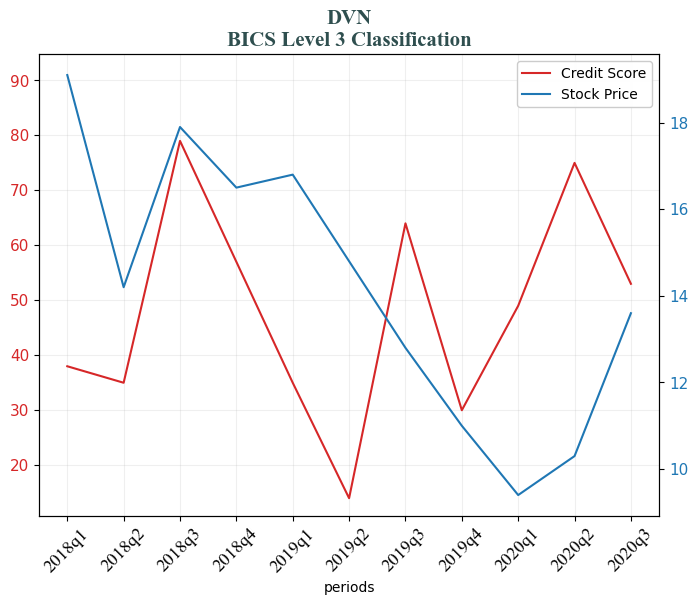 DVN
BICS Level 3 Classification
Credit Score
Stock Price
90
80
70
60
50
40
30
20
18
16
14
12
10
2018q1
2018q2
2018q3
2018q4
2019q1
2019q2
2019q3
2019q4
2020q1
2020q2
2020q3
periods